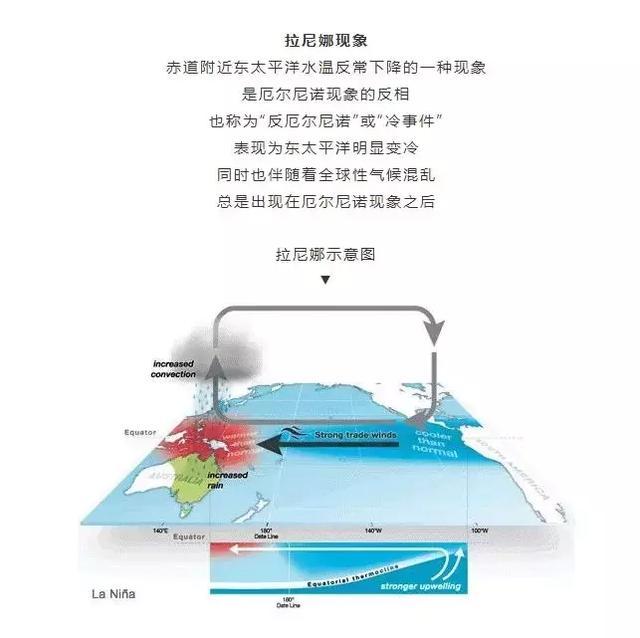 拉尼娜现象
赤道附近东太平洋水温反常下降的一种现象
是厄尔尼诺现象的反相
也称为“反厄尔尼诺”或“冷事件”
表现为东太平洋明显变冷
同时也伴随着全球性气候混乱
总是出现在厄尔尼诺现象之后
拉尼娜示意图
increased
convection
Equator
warmer
than
normal
Strong trade winds
cooler
than
normal
SOUTH AMERICA
AUSTRALIA
increased
rain
140°E
180°
Date Line
140°W
100°W
Equator
Equatorial thermocline
stronger upwelling
La Niña
180°
Date Line